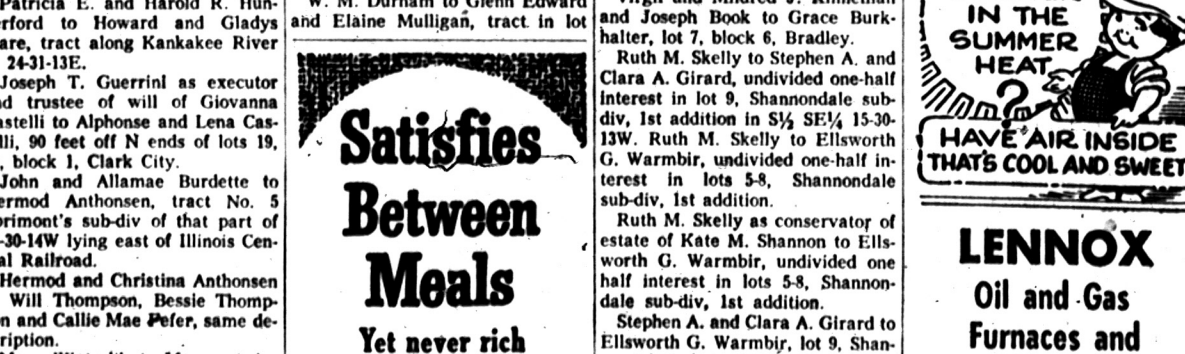 Patricia E. and Harold R. Hun-
rford to Howard and Gladys
are, tract along Kankakee River
24-31-13E.
Joseph T. Guerrini as executor
d trustee of will of Giovanna
stelli to Alphonse and Lena Cas-
lli, 90 feet off N ends of lots 19,
, block 1, Clark City.
John and Allamae Burdette to
ermod Anthonsen, tract No. 5
rimont's sub-div of that part of
-30-14W lying east of Illinois Cen-
al Railroad.
Hermod and Christina Anthonsen
Will Thompson, Bessie Thomp-
n and Callie Mae Pefer, same de-
ription.
W. M. Durham to Glenn Edward
and Elaine Mulligan, tract in lot
Satisfies
Between
Meals
Yet never rich
and Joseph Book to Grace Burk-
halter, lot 7, block 6, Bradley.
Ruth M. Skelly to Stephen A. and
Clara A. Girard, undivided one-half
interest in lot 9, Shannondale sub-
div, 1st addition in S½ SE¼ 15-30-
13W. Ruth M. Skelly to Ellsworth
G. Warmbir, undivided one-half in-
terest in lots 5-8, Shannondale
sub-div, 1st addition.
Ruth M. Skelly as conservator of
estate of Kate M. Shannon to Ells-
worth G. Warmbir, undivided one
half interest in lots 5-8, Shannon-
dale sub-div, 1st addition.
Stephen A. and Clara A. Girard to
Ellsworth G. Warmbir, lot 9, Shan-
IN THE
SUMMER
HEAT
?
HAVE AIR INSIDE
THAT'S COOL AND SWEET
LENNOX
Oil and Gas
Furnaces and